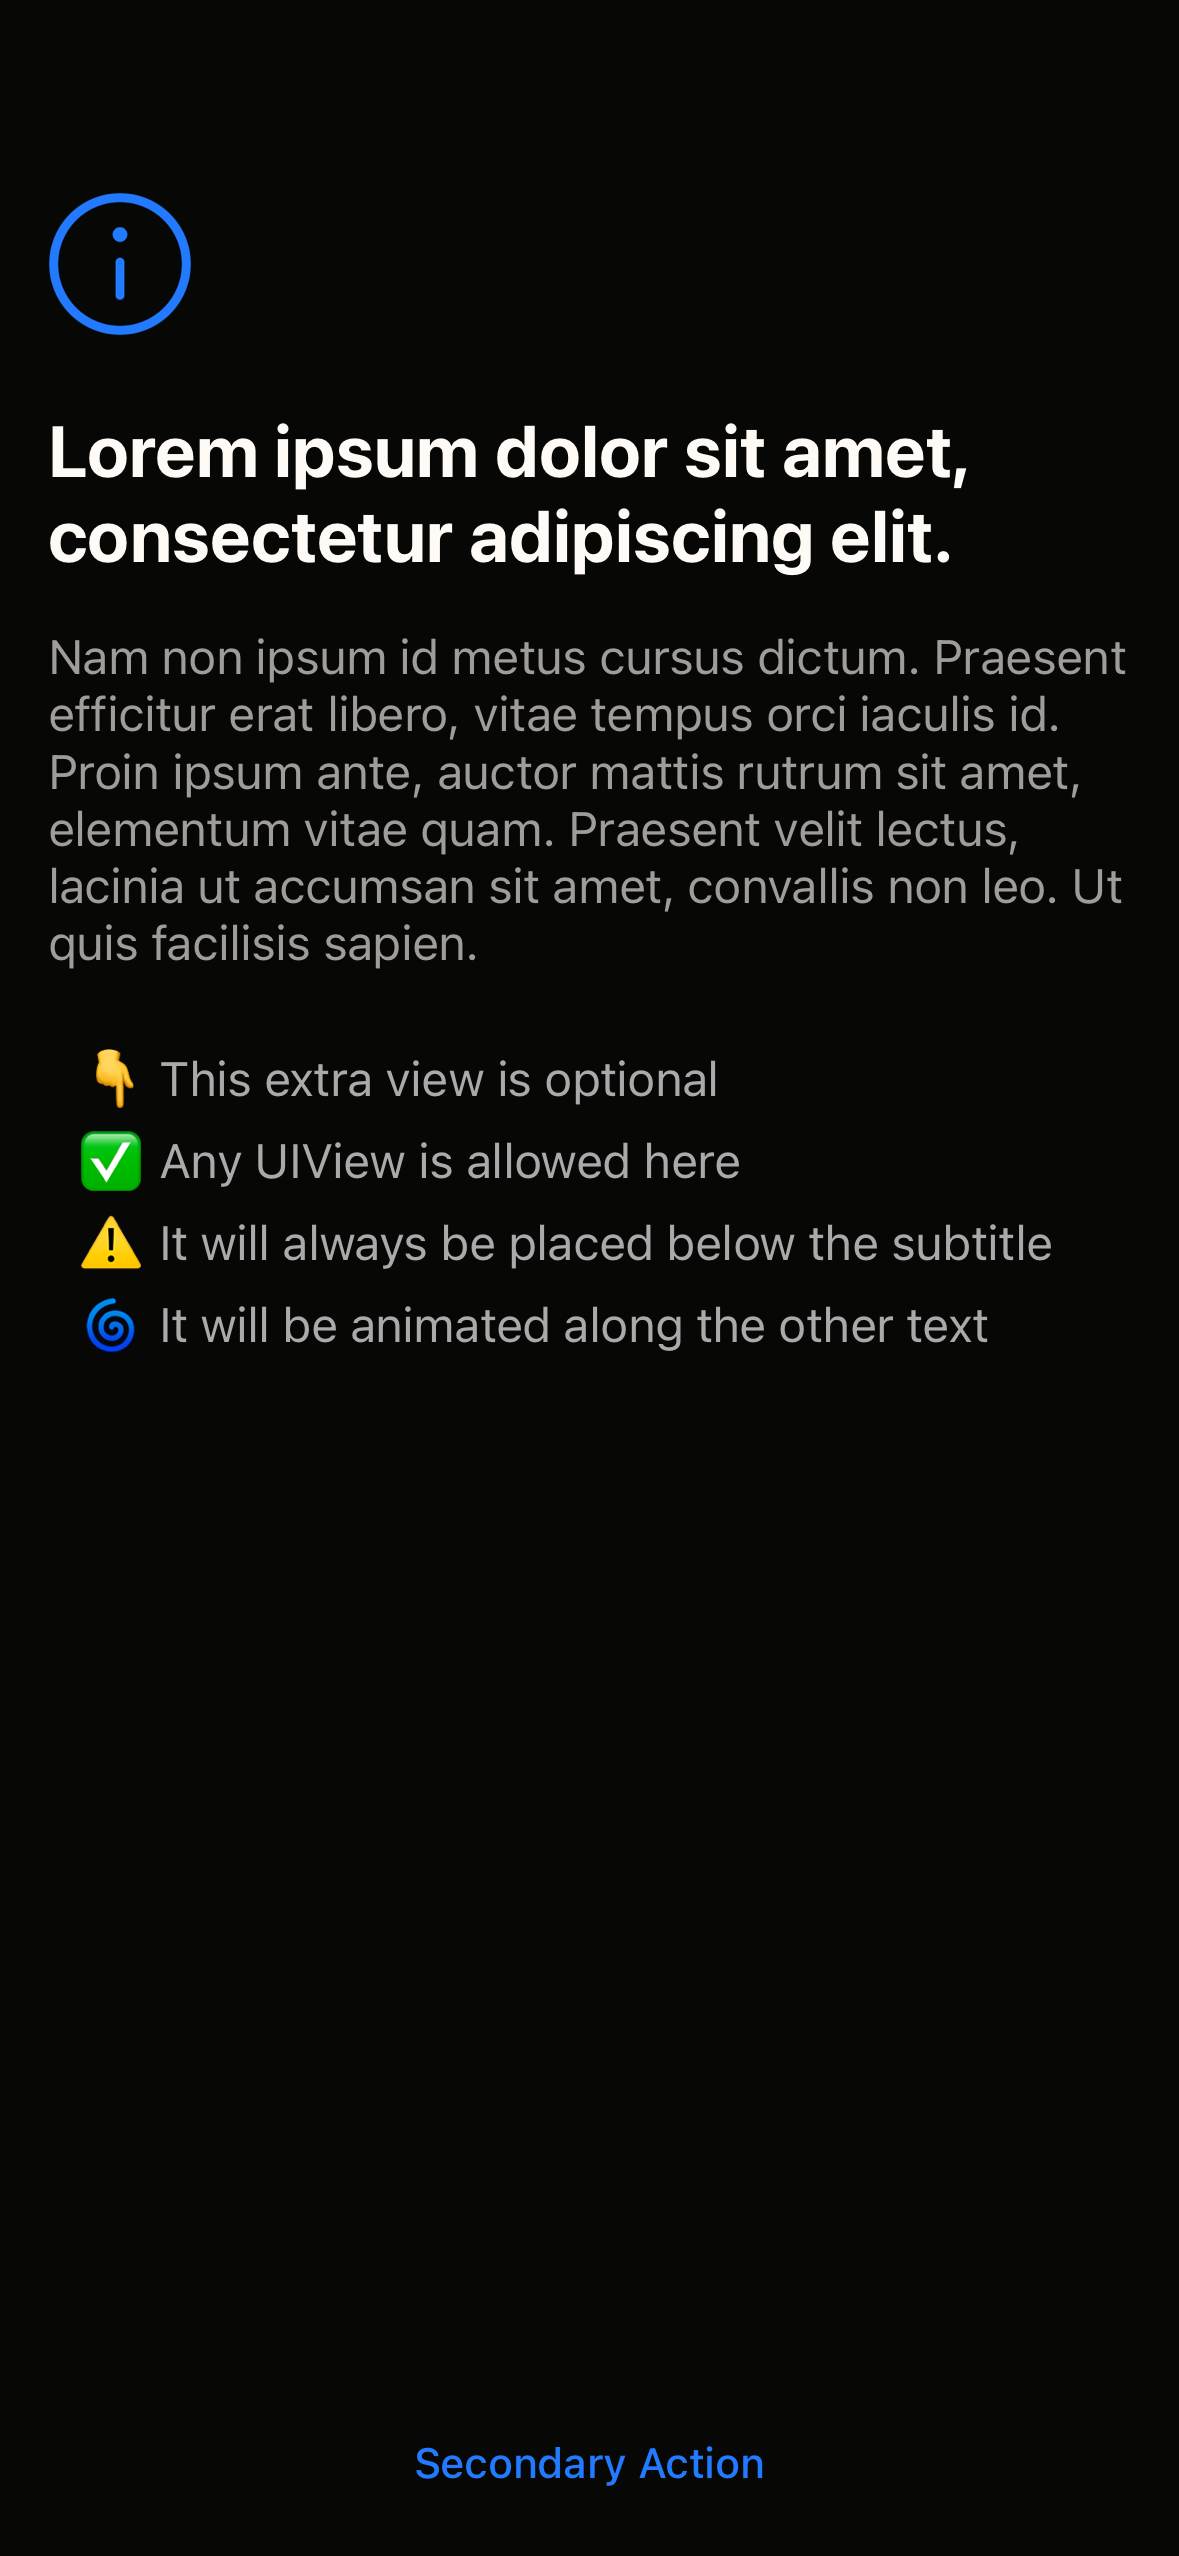 Lorem ipsum dolor sit amet,
consectetur adipiscing elit.
Nam non ipsum id metus cursus dictum. Praesent
efficitur erat libero, vitae tempus orci iaculis id.
Proin ipsum ante, auctor mattis rutrum sit amet,
elementum vitae quam. Praesent velit lectus,
lacinia ut accumsan sit amet, convallis non leo. Ut
quis facilisis sapien.
👇 This extra view is optional
✅ Any UIView is allowed here
⚠️ It will always be placed below the subtitle
🌀 It will be animated along the other text
Secondary Action